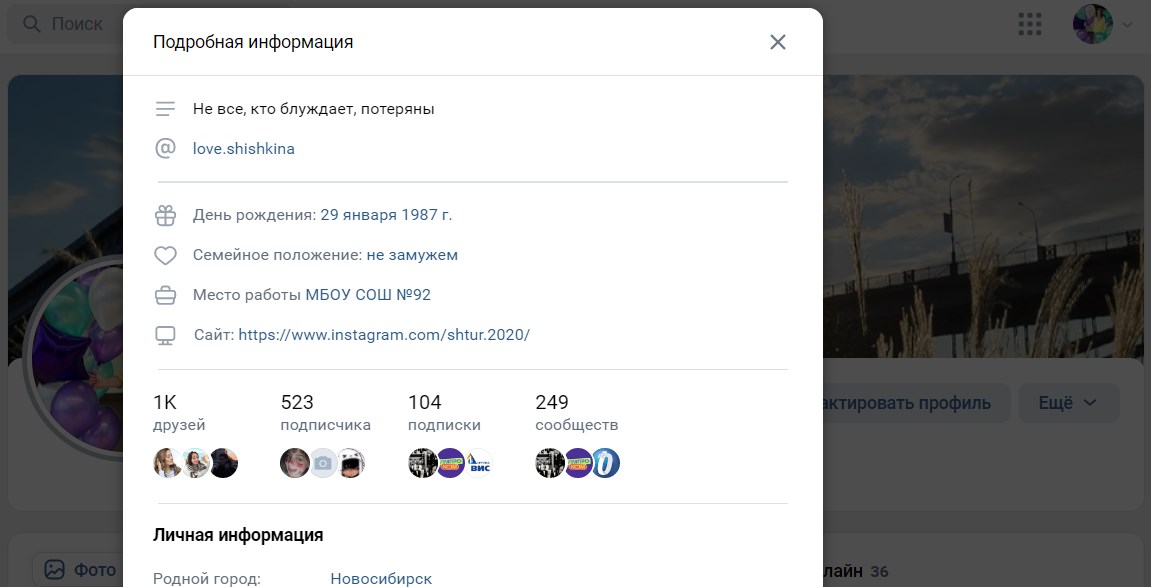 Поиск
Подробная информация
Не все, кто блуждает, потеряны
love.shishkina
День рождения: 29 января 1987 г.
Семейное положение: не замужем
Место работы МБОУ СОШ №92
Сайт: https://www.instagram.com/shtur.2020/
1K 523 104 249
друзей подписчика подписки сообществ
ВИС
актировать профиль
Ещё
Личная информация
Фото
лайн 36
Родной город: Новосибирск